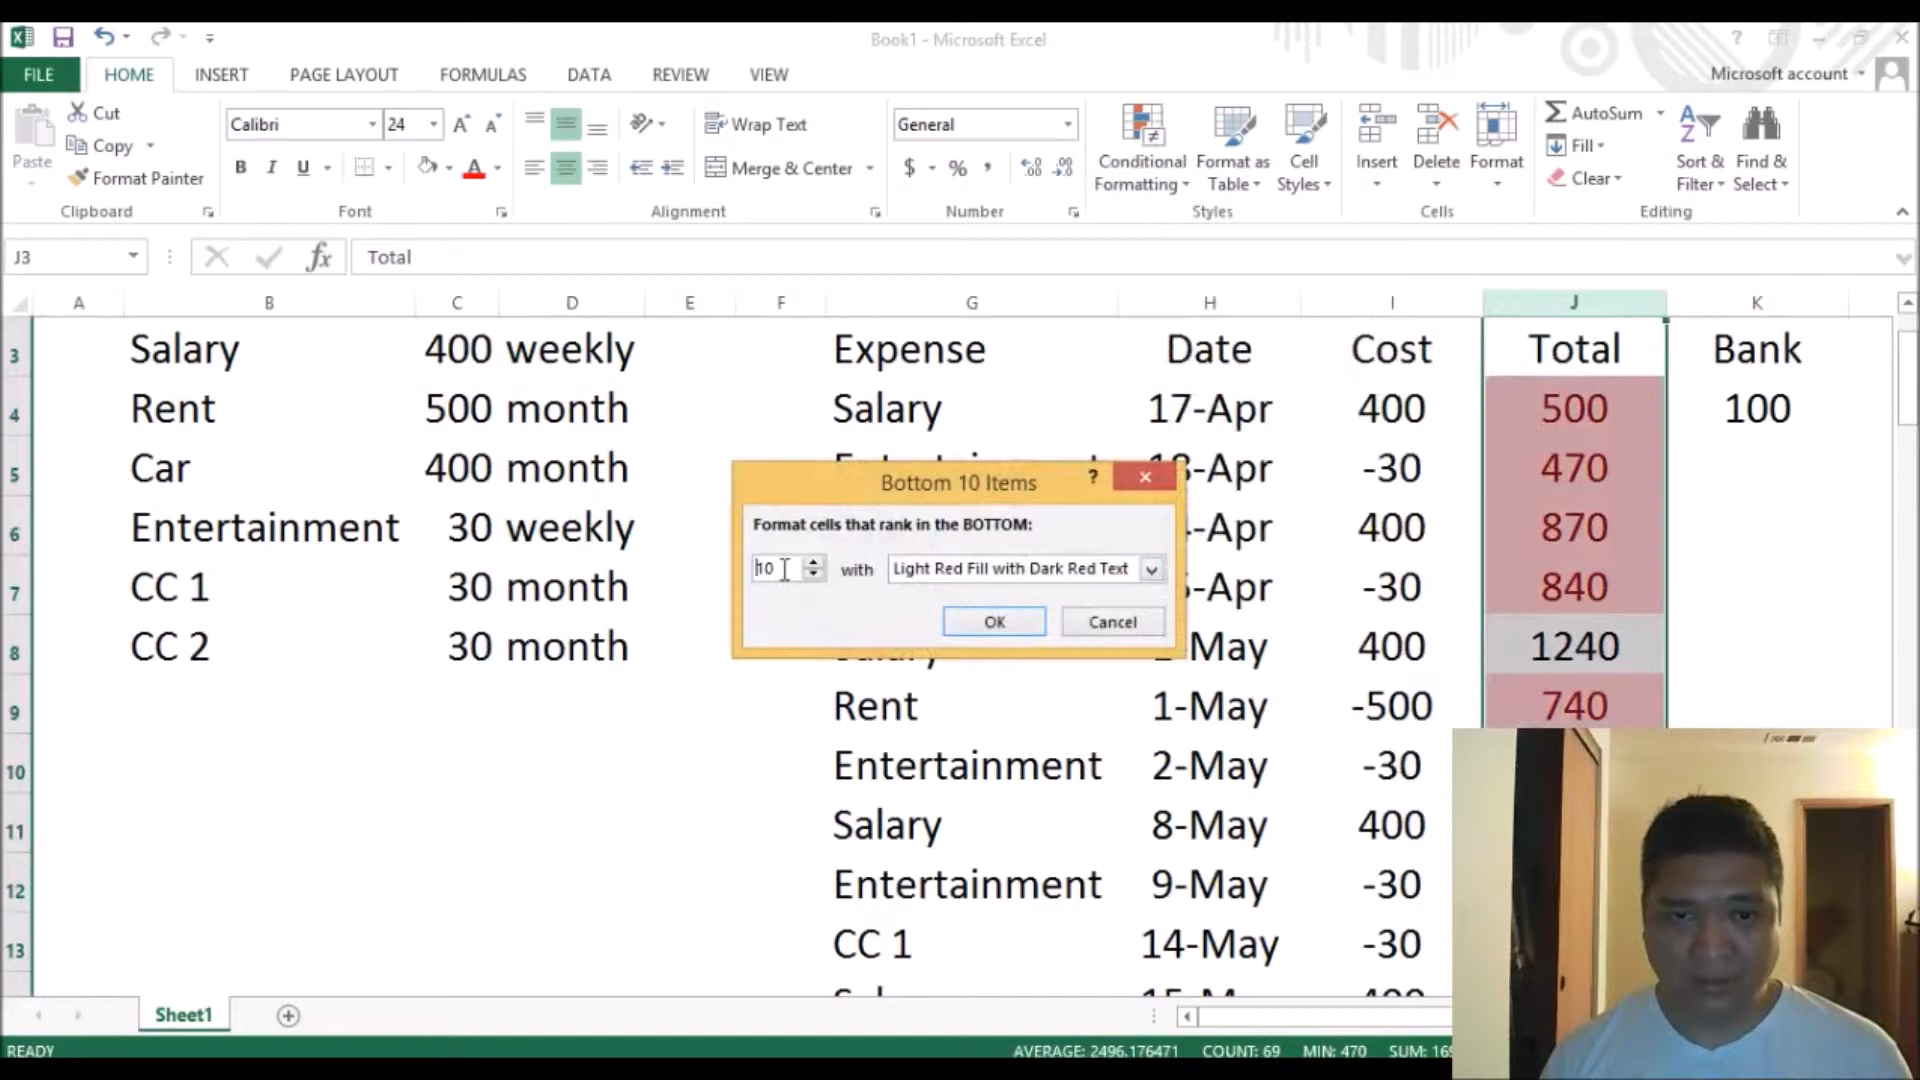 Book1 - Microsoft Excel
FILE HOME INSERT PAGE LAYOUT FORMULAS DATA REVIEW VIEW Microsoft account
Paste Cut Copy Format Painter
Calibri 24 Wrap Text General
B I U A Merge & Center $ % ,
Conditional Formatting Format as Table Cell Styles Insert Delete Format
AutoSum Fill Clear Sort & Filter Find & Select
Clipboard Font Alignment Number Styles Cells Editing
J3 fx Total
A B C D E F G H I J K
3 Salary 400 weekly Expense Date Cost Total Bank
4 Rent 500 month Salary 17-Apr 400 500 100
5 Car 400 month -Apr -30 470
6 Entertainment 30 weekly -Apr 400 870
7 CC 1 30 month -Apr -30 840
8 CC 2 30 month -May 400 1240
9 Rent 1-May -500 740
10 Entertainment 2-May -30
11 Salary 8-May 400
12 Entertainment 9-May -30
13 CC 1 14-May -30
Bottom 10 Items ?
Format cells that rank in the BOTTOM:
10 with Light Red Fill with Dark Red Text
OK Cancel
Sheet1
READY AVERAGE: 2496.176471 COUNT: 69 MIN: 470 SUM: